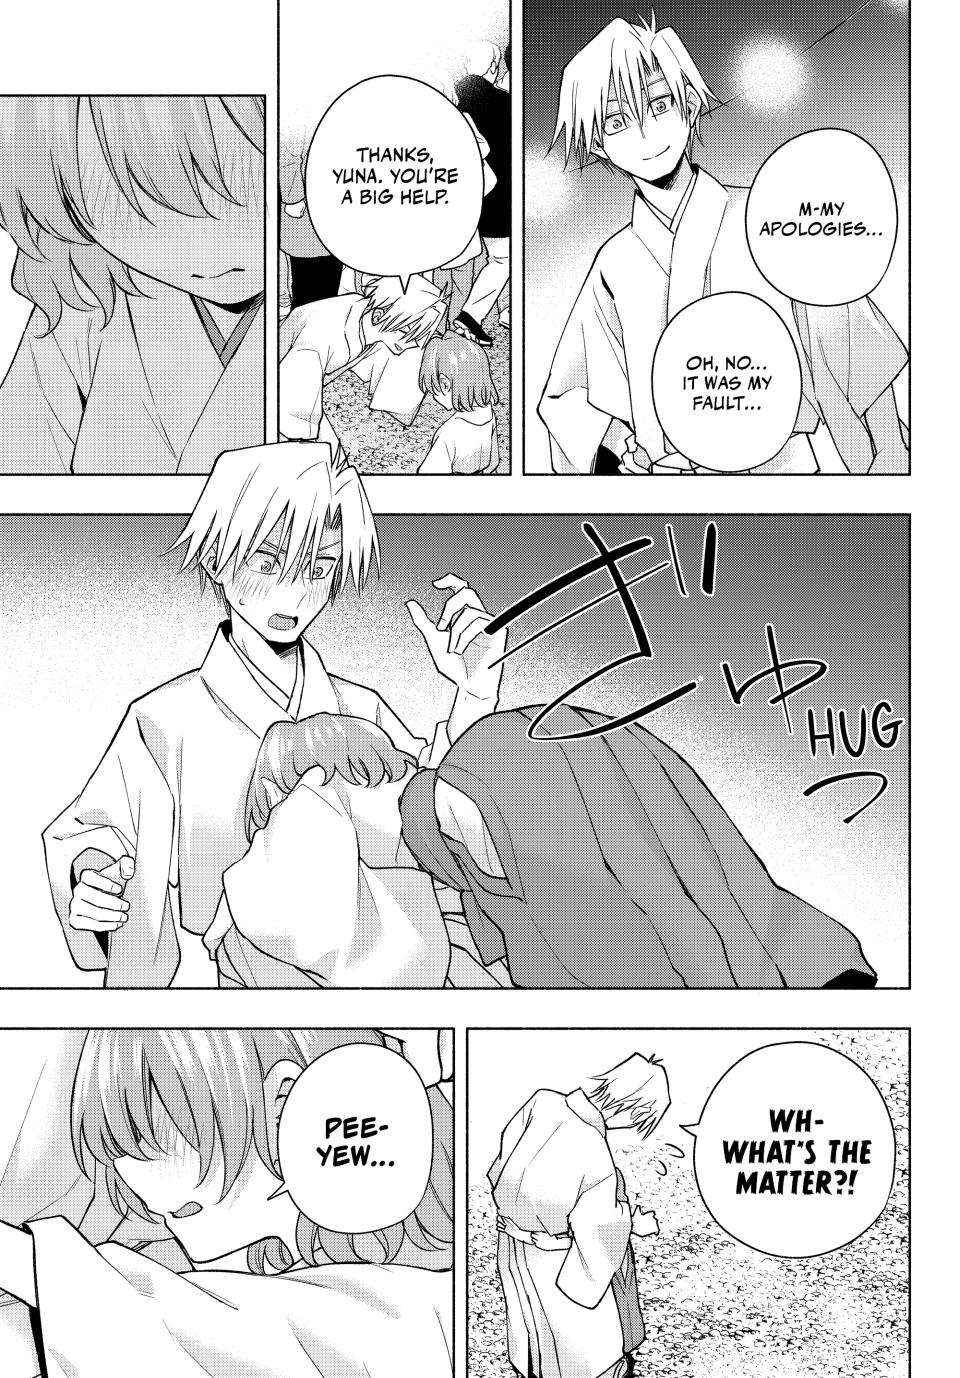 M-MY
APOLOGIES...
OH, NO...
IT WAS MY
FAULT...
THANKS,
YUNA. YOU'RE
A BIG HELP.
ぎゅっ
HUG
WH-
WHAT'S THE
MATTER?!
PEE-
YEW...